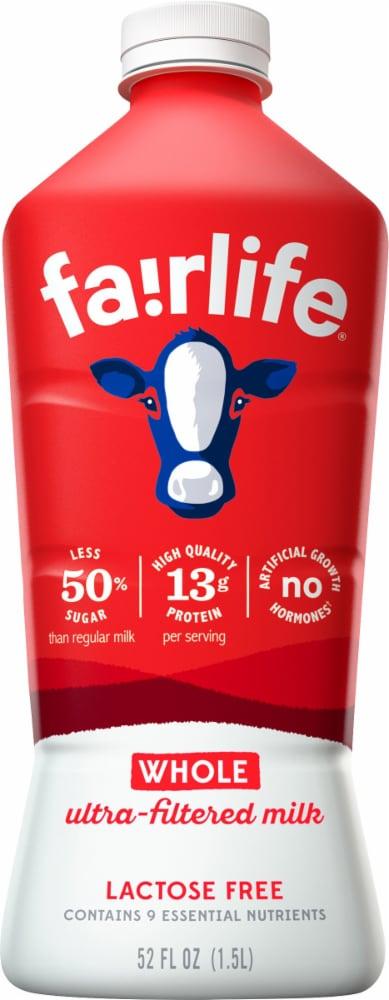 fa!rlife®
LESS
50%
SUGAR
than regular milk
HIGH QUALITY
13g
PROTEIN
per serving
ARTIFICIAL GROWTH
no
HORMONES†
WHOLE
ultra-filtered milk
LACTOSE FREE
CONTAINS 9 ESSENTIAL NUTRIENTS
52 FL OZ (1.5L)